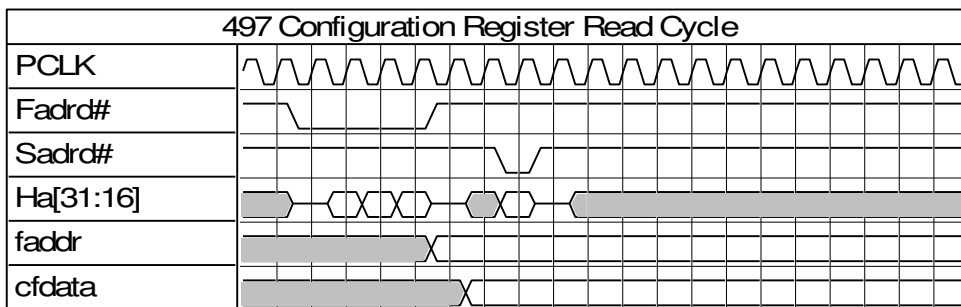 497 Configuration Register Read Cycle
PCLK
Fadrd#
Sadrd#
Ha[31:16]
faddr
cfdata